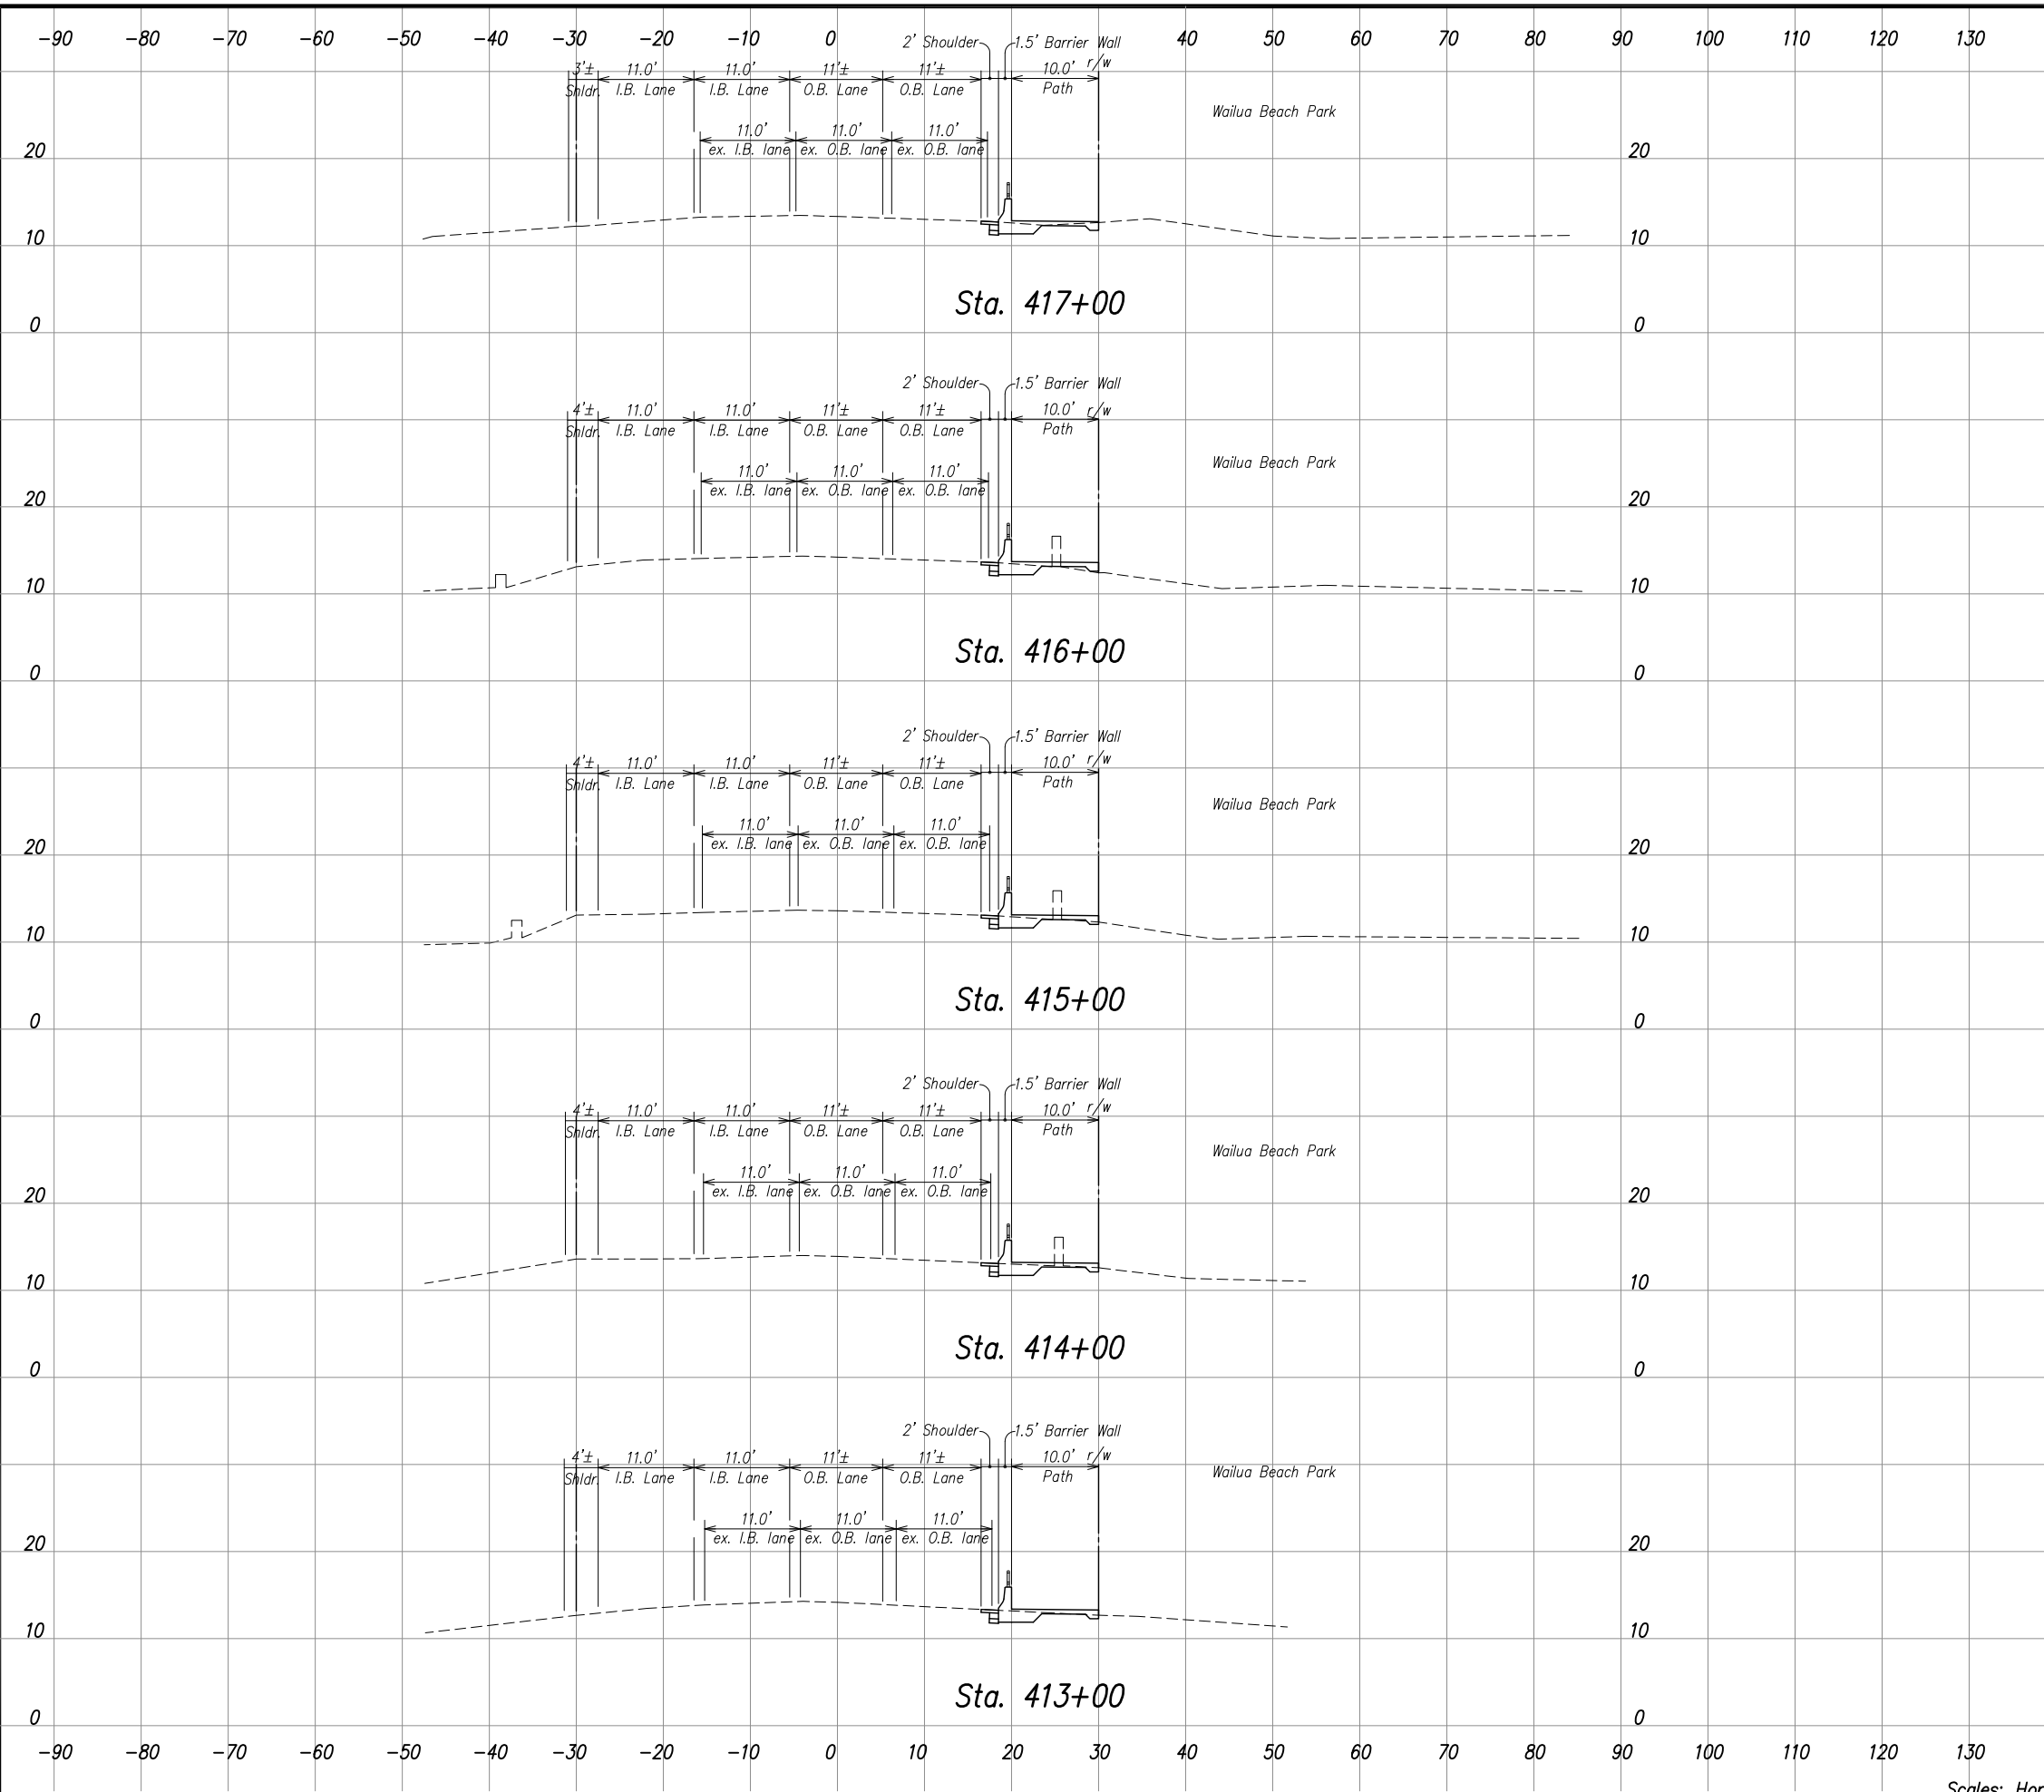 -90 -80 -70 -60 -50 -40 -30 -20 -10 0 40 50 60 70 80 90 100 110 120 130
2' Shoulder 1.5' Barrier Wall
3'± 11.0' 11.0' 11'± 11'± 10.0' r/w
Shldr. I.B. Lane I.B. Lane O.B. Lane O.B. Lane Path
Wailua Beach Park
11.0' 11.0' 11.0'
ex. I.B. lane ex. O.B. lane ex. O.B. lane
20 20
10 10
Sta. 417+00
0 0
2' Shoulder 1.5' Barrier Wall
4'± 11.0' 11.0' 11'± 11'± 10.0' r/w
Shldr. I.B. Lane I.B. Lane O.B. Lane O.B. Lane Path
Wailua Beach Park
11.0' 11.0' 11.0'
ex. I.B. lane ex. O.B. lane ex. O.B. lane
20 20
10 10
Sta. 416+00
0 0
2' Shoulder 1.5' Barrier Wall
4'± 11.0' 11.0' 11'± 11'± 10.0' r/w
Shldr. I.B. Lane I.B. Lane O.B. Lane O.B. Lane Path
Wailua Beach Park
11.0' 11.0' 11.0'
ex. I.B. lane ex. O.B. lane ex. O.B. lane
20 20
10 10
Sta. 415+00
0 0
2' Shoulder 1.5' Barrier Wall
4'± 11.0' 11.0' 11'± 11'± 10.0' r/w
Shldr. I.B. Lane I.B. Lane O.B. Lane O.B. Lane Path
Wailua Beach Park
11.0' 11.0' 11.0'
ex. I.B. lane ex. O.B. lane ex. O.B. lane
20 20
10 10
Sta. 414+00
0 0
2' Shoulder 1.5' Barrier Wall
4'± 11.0' 11.0' 11'± 11'± 10.0' r/w
Shldr. I.B. Lane I.B. Lane O.B. Lane O.B. Lane Path
Wailua Beach Park
11.0' 11.0' 11.0'
ex. I.B. lane ex. O.B. lane ex. O.B. lane
20 20
10 10
Sta. 413+00
0 0
-90 -80 -70 -60 -50 -40 -30 -20 -10 0 10 20 30 40 50 60 70 80 90 100 110 120 130
Scales: